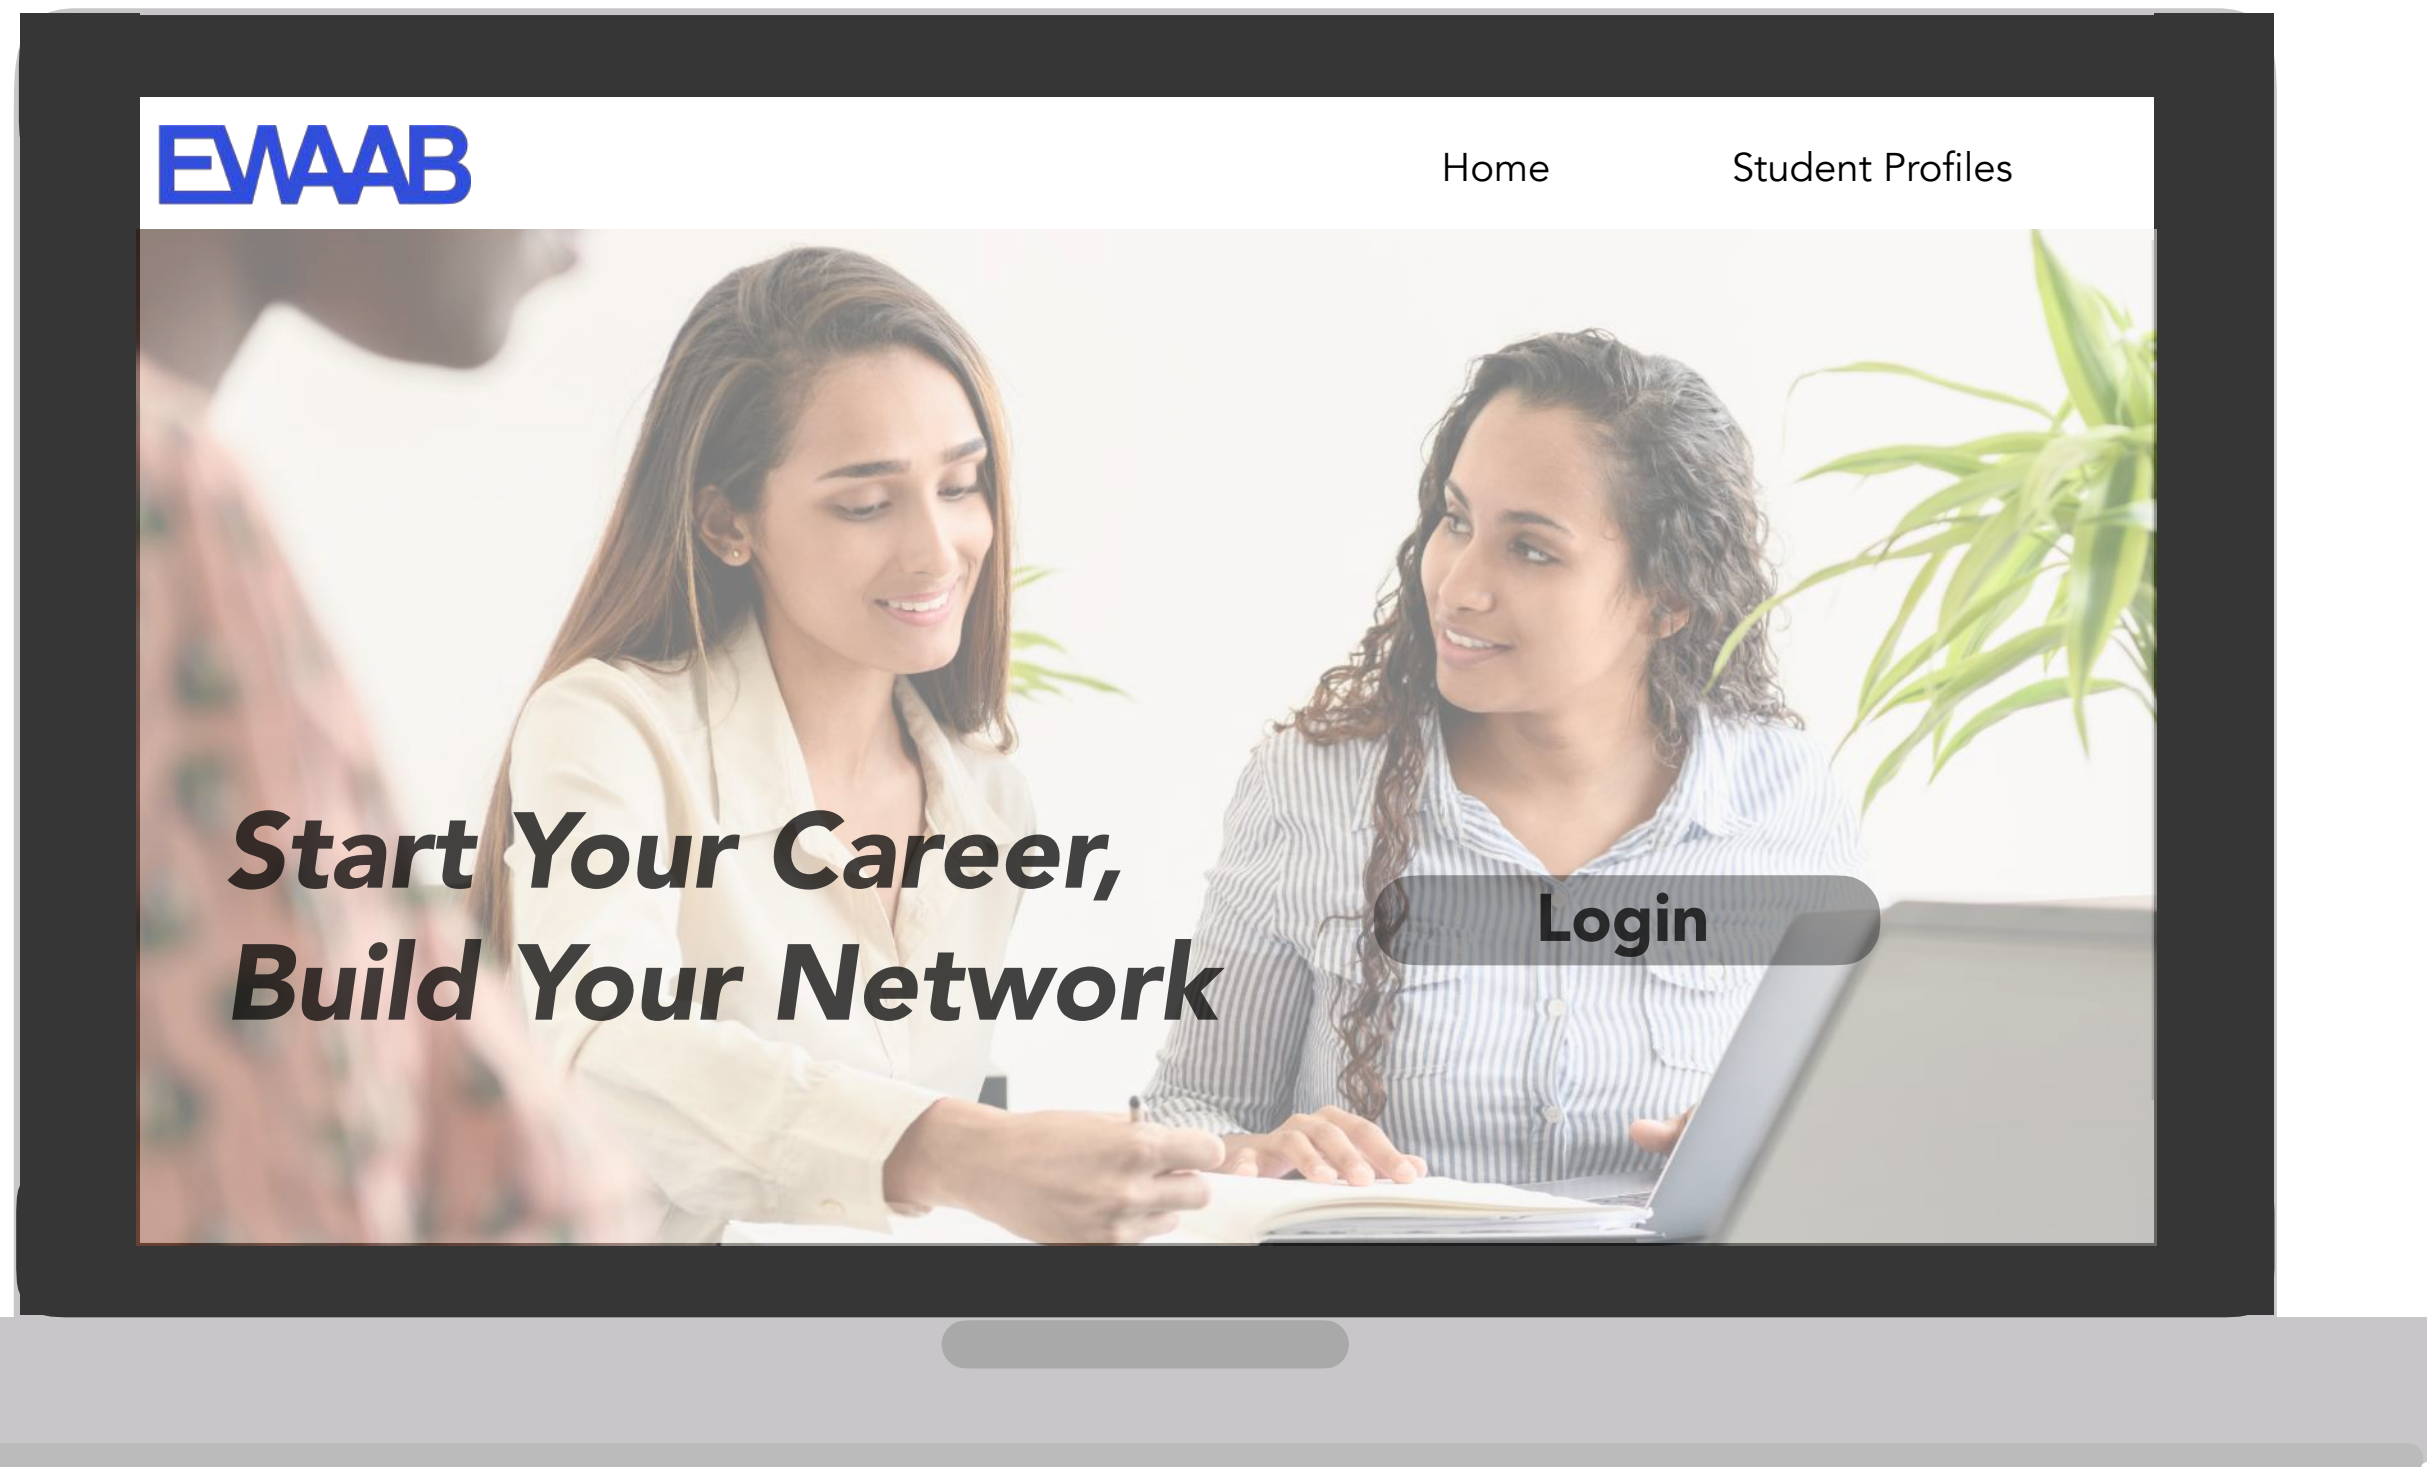 EWAAB
Home
Student Profiles
Start Your Career,
Build Your Network
Login